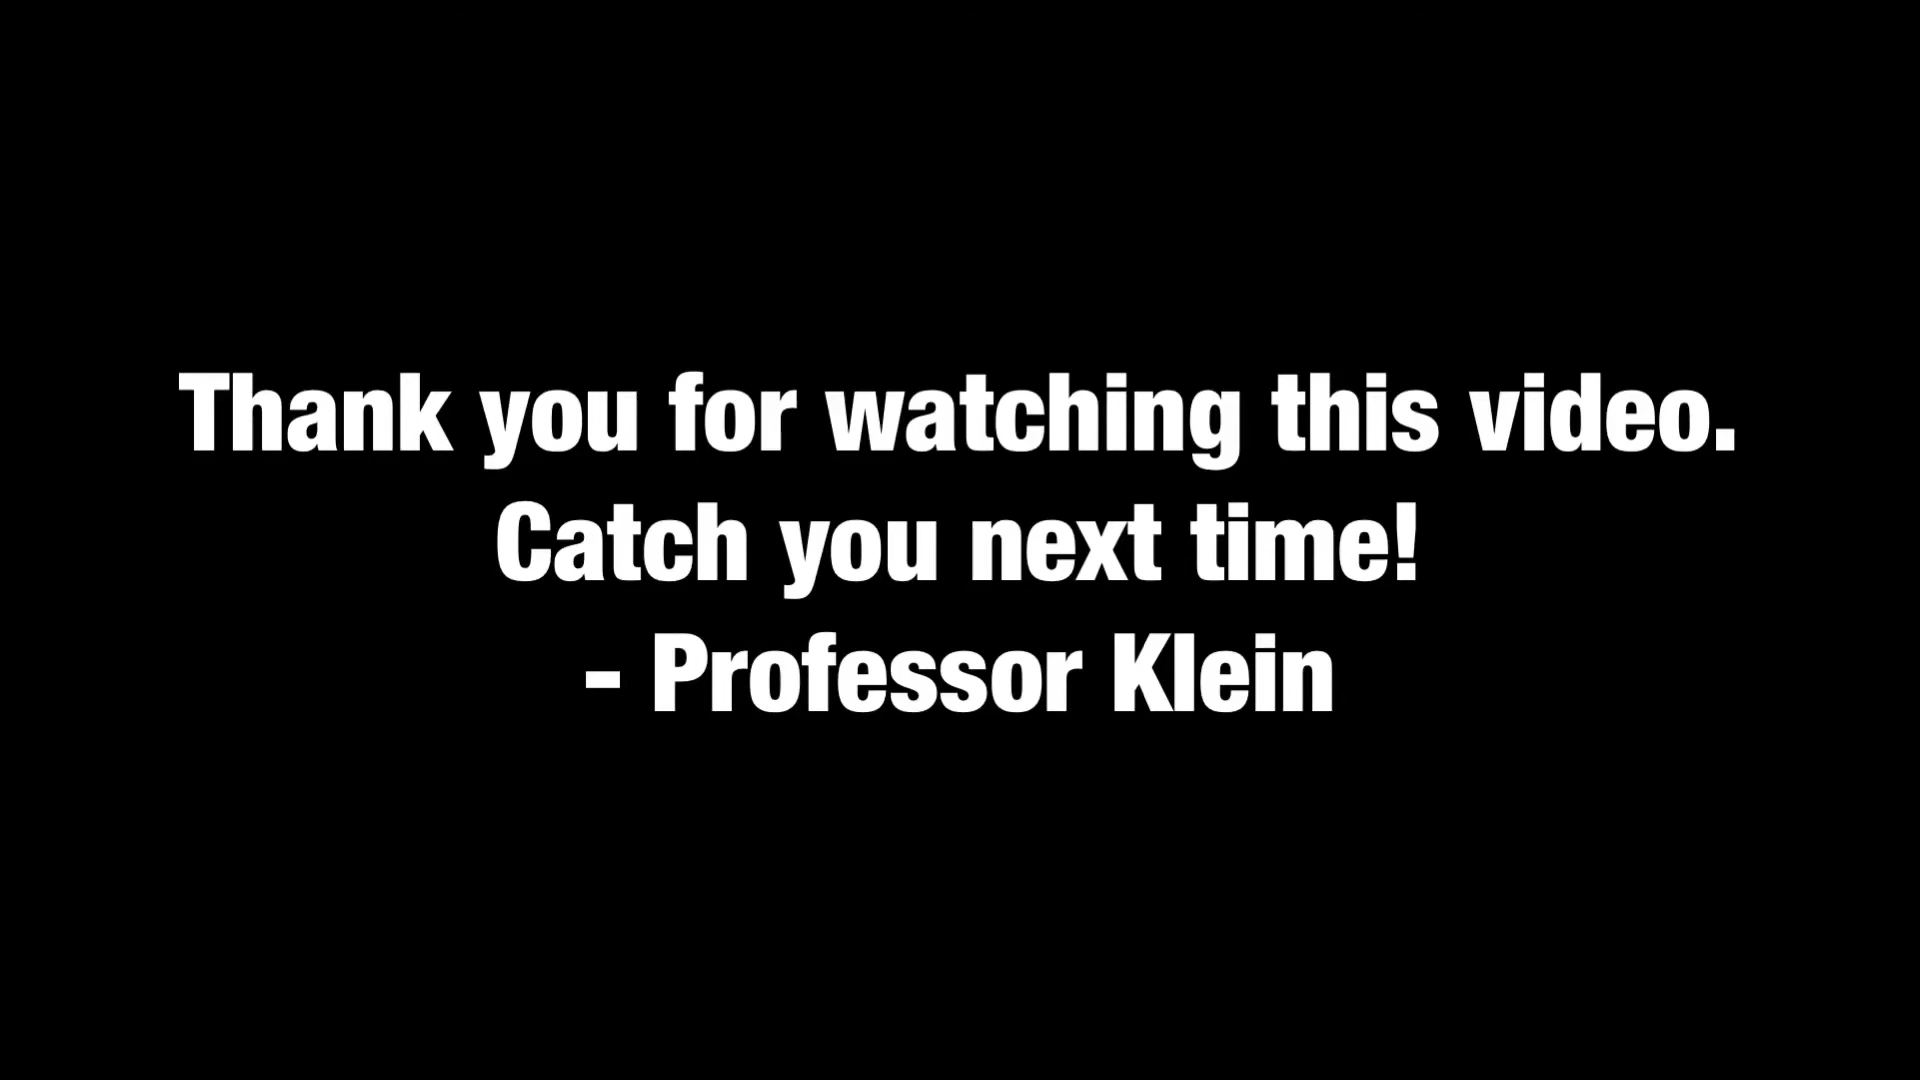 Thank you for watching this video.
Catch you next time!
- Professor Klein